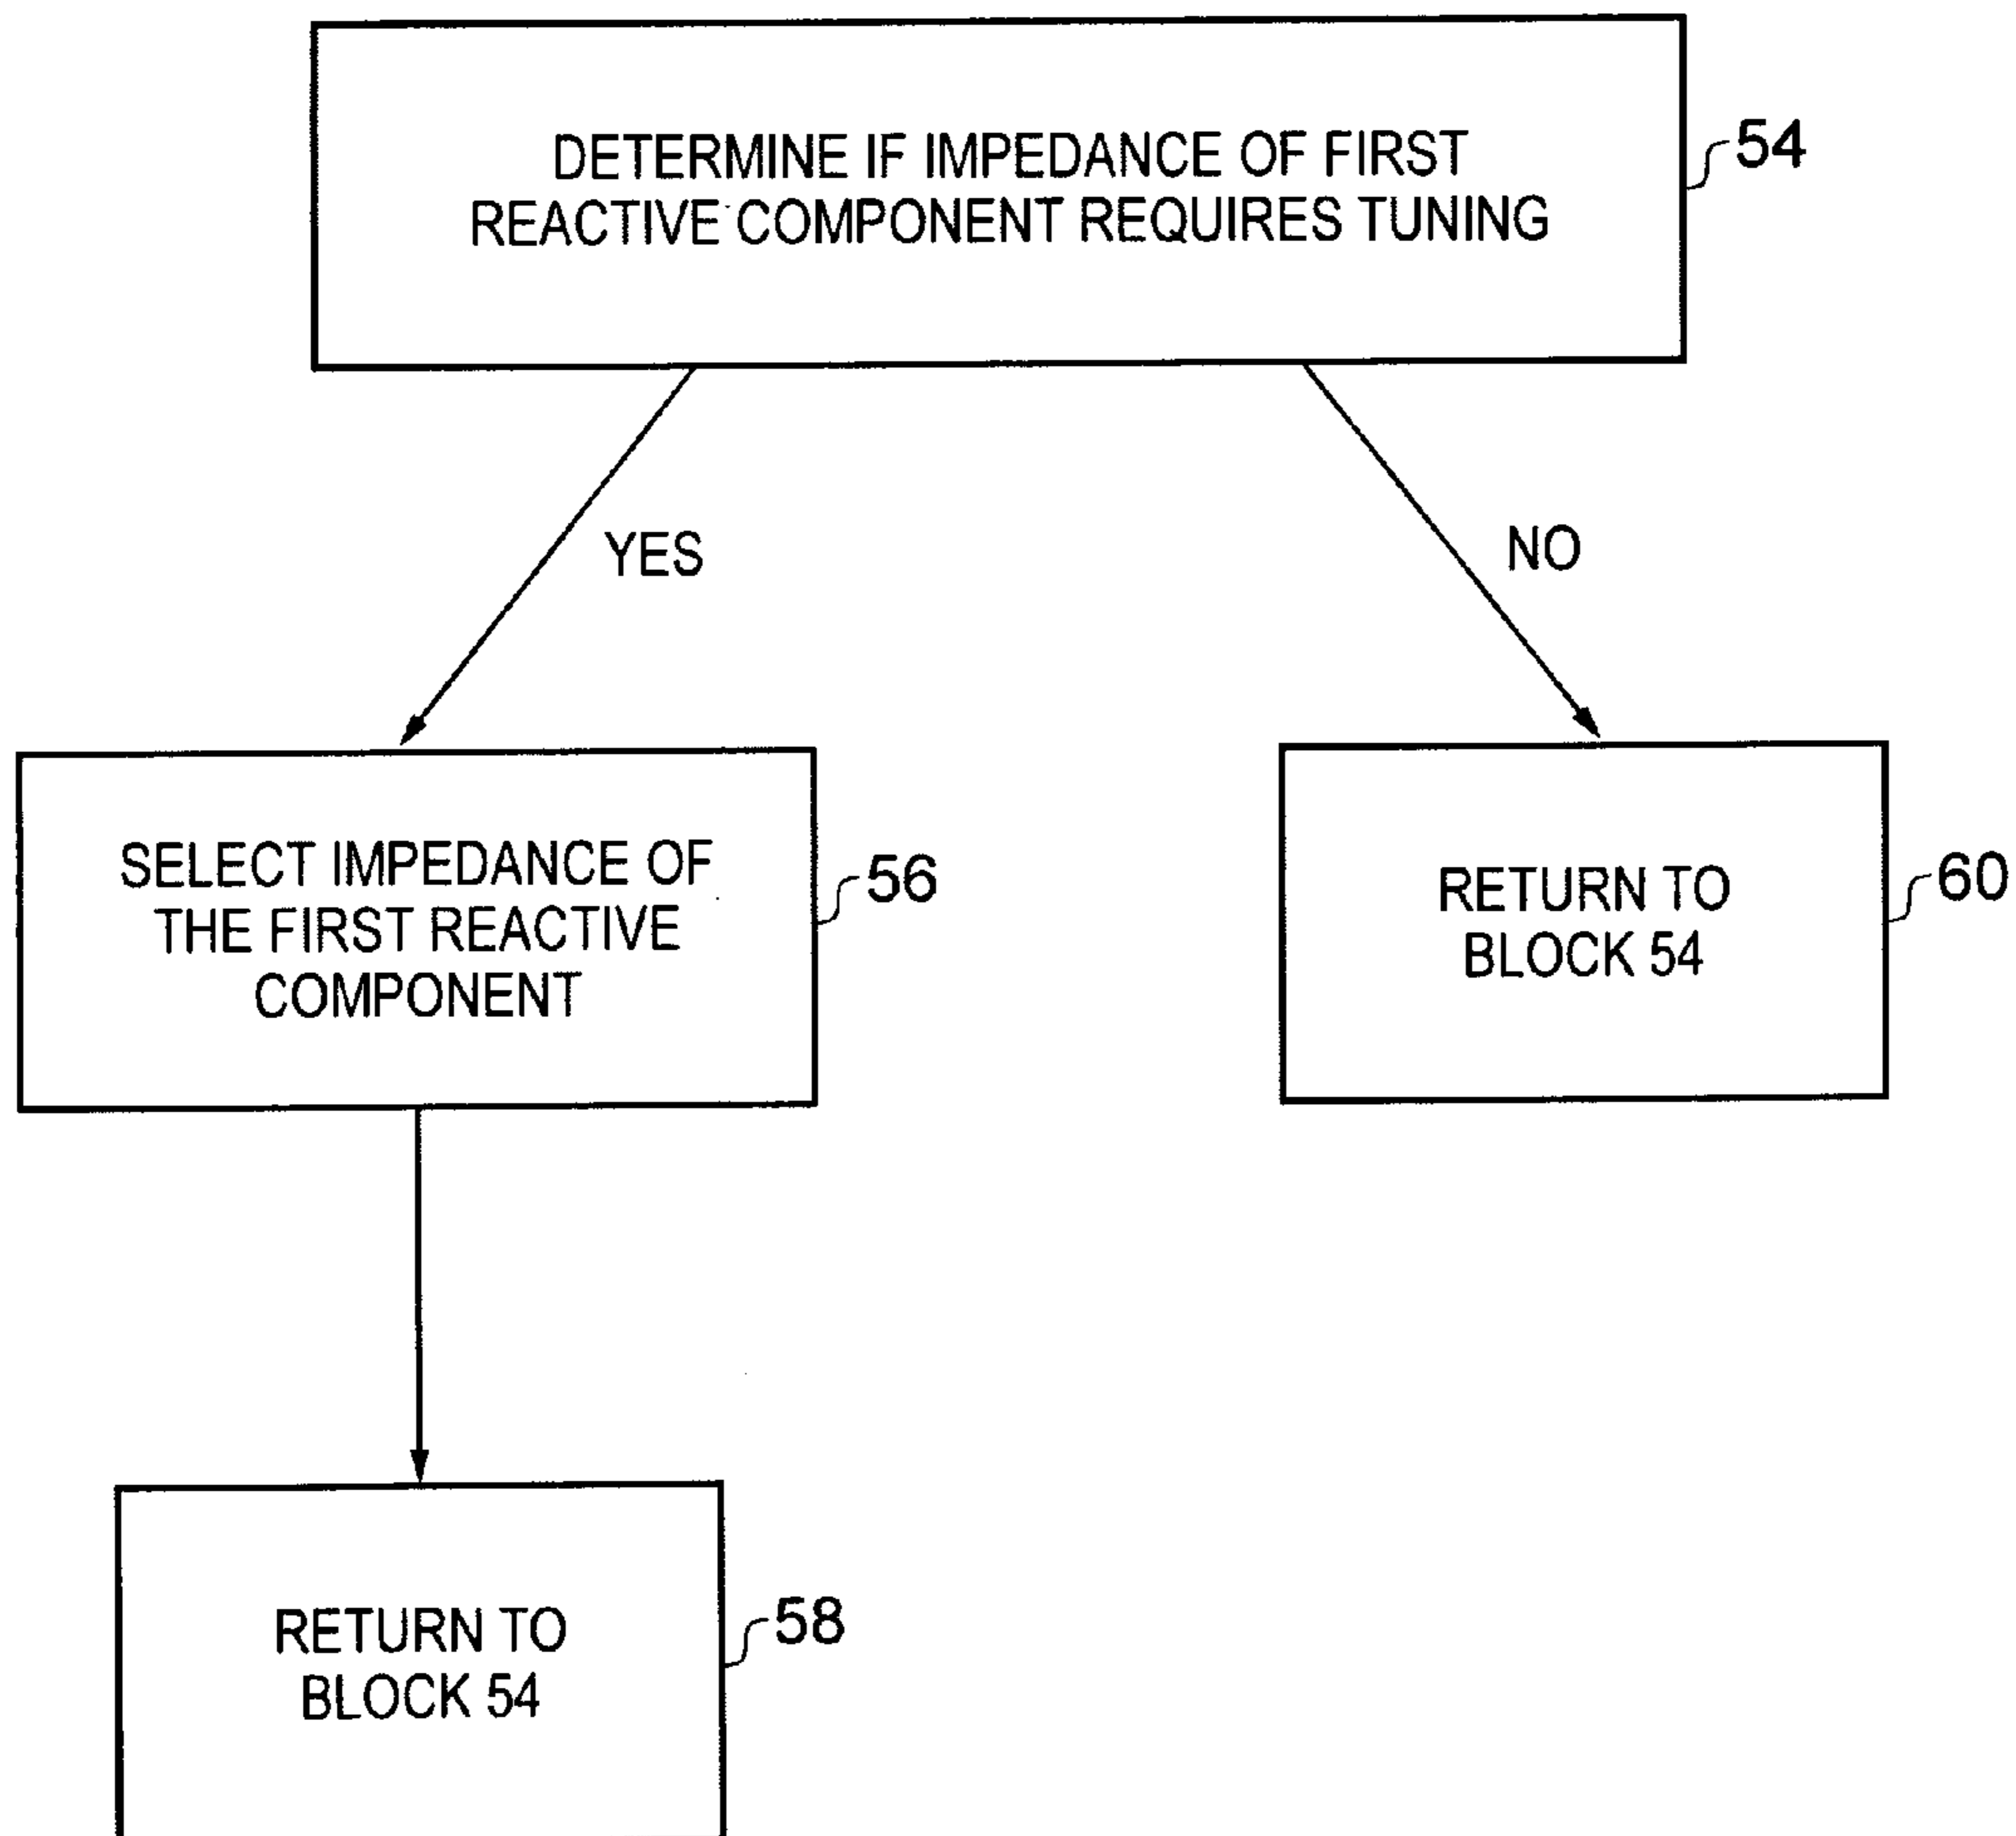 DETERMINE IF IMPEDANCE OF FIRST
REACTIVE COMPONENT REQUIRES TUNING
54
YES
NO
SELECT IMPEDANCE OF
THE FIRST REACTIVE
COMPONENT
56
RETURN TO
BLOCK 54
60
RETURN TO
BLOCK 54
58